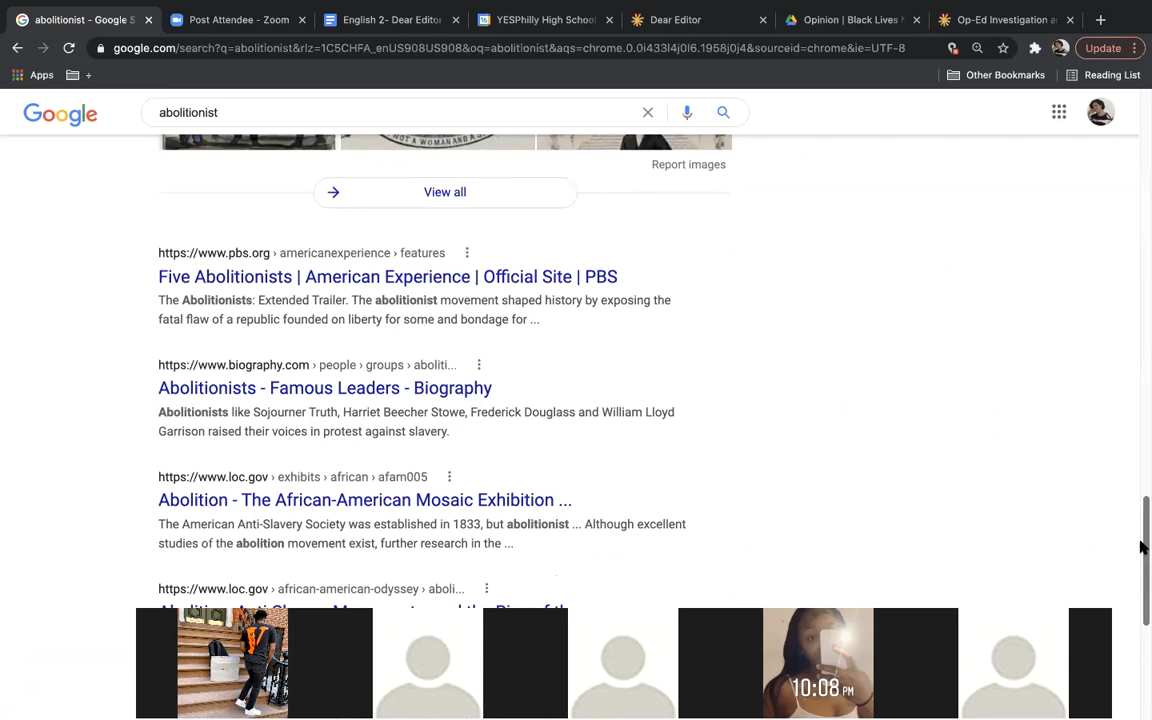 abolitionist - Google S
Post Attendee - Zoom
English 2- Dear Editor
YESPhilly High School
Dear Editor
Opinion | Black Lives M
Op-Ed Investigation a
google.com/search?q=abolitionist&rlz=1C5CHFA_enUS908US908&oq=abolitionist&aqs=chrome.0.0i433l4j0l6.1958j0j4&sourceid=chrome&ie=UTF-8
Update
Apps
Other Bookmarks
Reading List
Google
abolitionist
NOT A WOMAN AND A
Report images
View all
https://www.pbs.org › americanexperience › features
Five Abolitionists | American Experience | Official Site | PBS
The Abolitionists: Extended Trailer. The abolitionist movement shaped history by exposing the
fatal flaw of a republic founded on liberty for some and bondage for ...
https://www.biography.com › people › groups › aboliti...
Abolitionists - Famous Leaders - Biography
Abolitionists like Sojourner Truth, Harriet Beecher Stowe, Frederick Douglass and William Lloyd
Garrison raised their voices in protest against slavery.
https://www.loc.gov › exhibits › african › afam005
Abolition - The African-American Mosaic Exhibition ...
The American Anti-Slavery Society was established in 1833, but abolitionist ... Although excellent
studies of the abolition movement exist, further research in the ...
https://www.loc.gov › african-american-odyssey › aboli...
10:08 PM